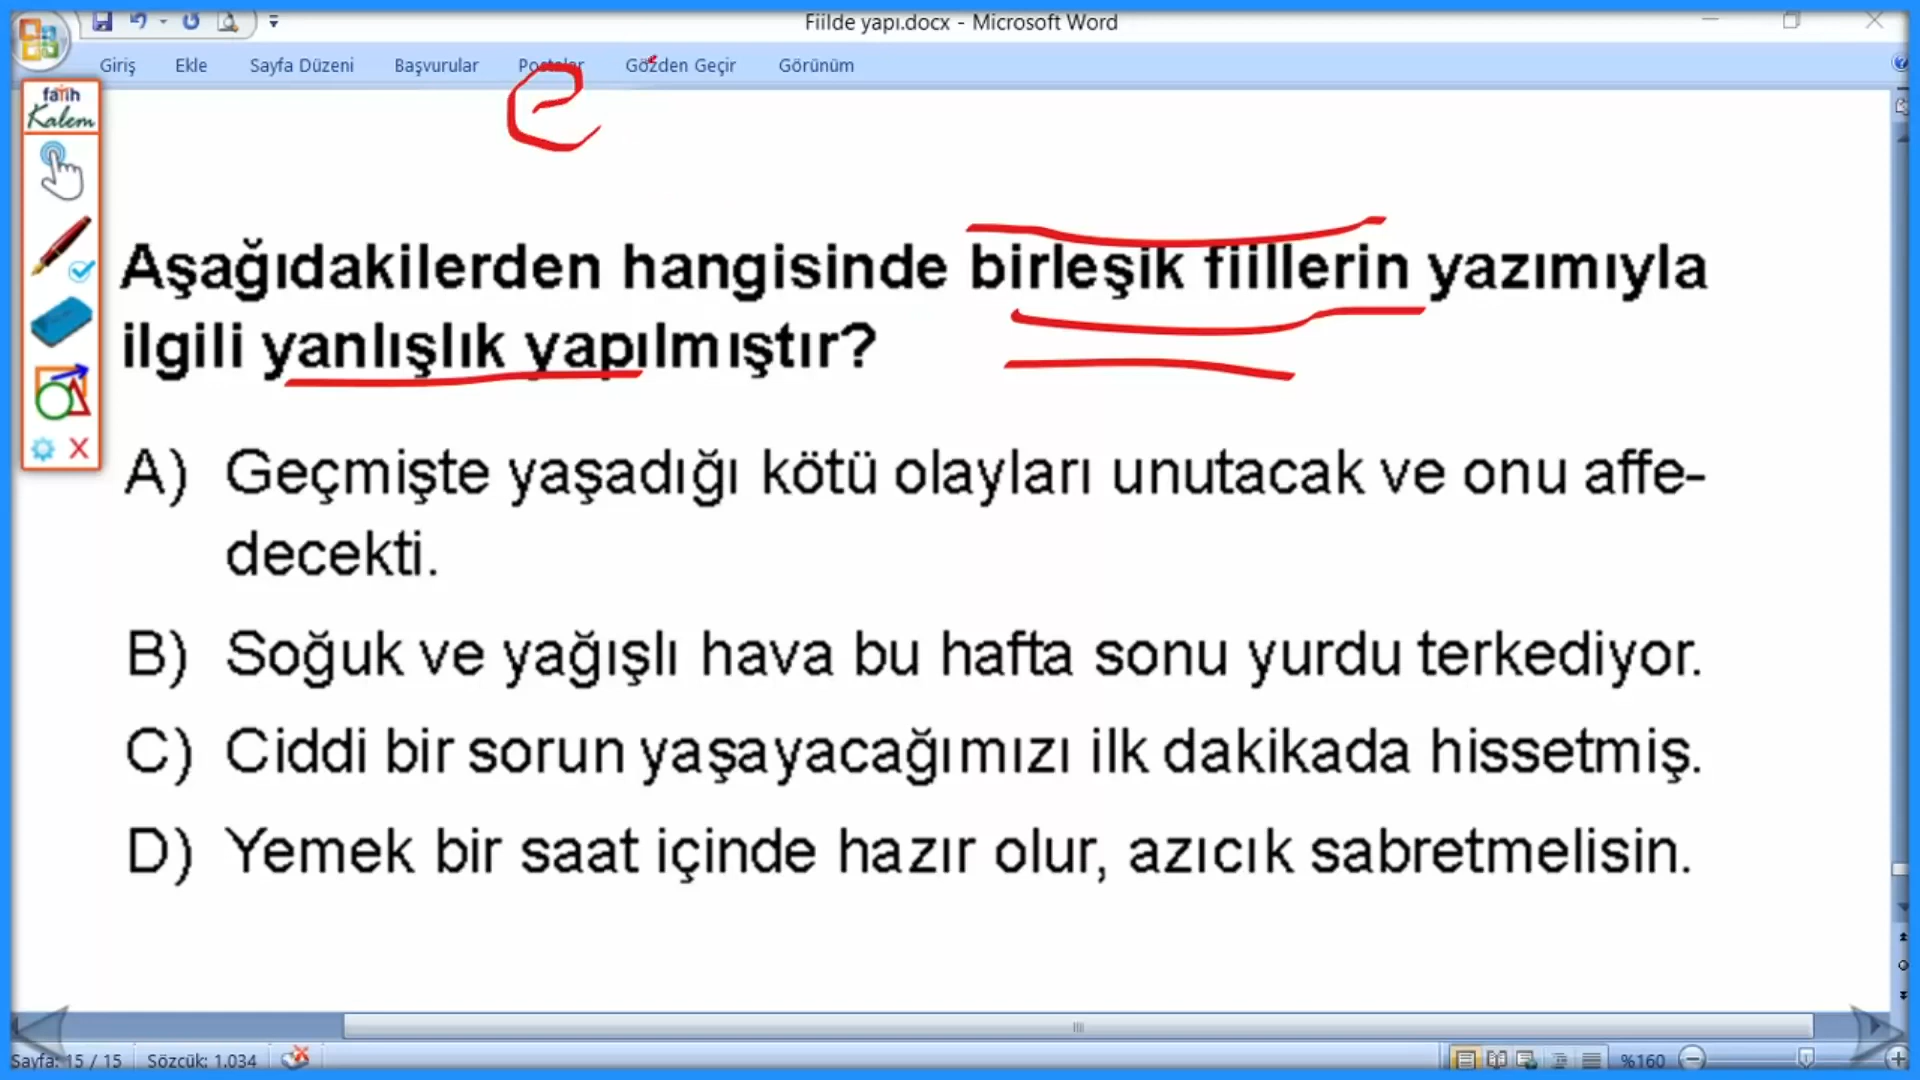 Fiilde yapı.docx - Microsoft Word
Giriş Ekle Sayfa Düzeni Başvurular Postalar Gözden Geçir Görünüm
fatih
Kalem
e
Aşağıdakilerden hangisinde birleşik fiillerin yazımıyla
ilgili yanlışlık yapılmıştır?
A) Geçmişte yaşadığı kötü olayları unutacak ve onu affe-
decekti.
B) Soğuk ve yağışlı hava bu hafta sonu yurdu terkediyor.
C) Ciddi bir sorun yaşayacağımızı ilk dakikada hissetmiş.
D) Yemek bir saat içinde hazır olur, azıcık sabretmelisin.
Sayfa: 15 / 15 Sözcük: 1.034 %160